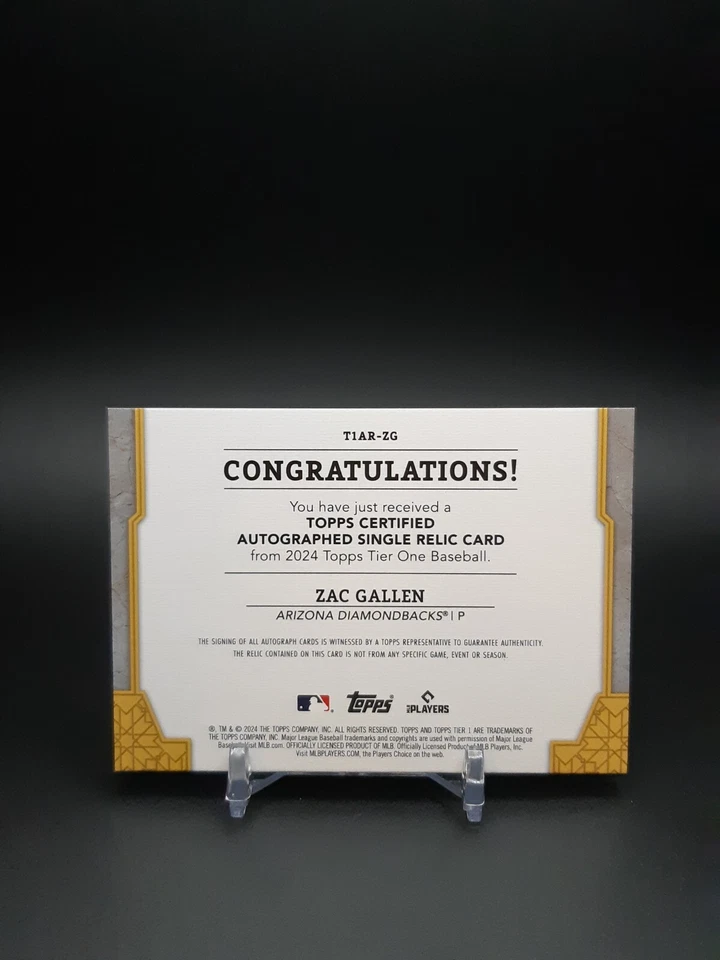 T1AR-ZG
CONGRATULATIONS!
You have just received a
TOPPS CERTIFIED
AUTOGRAPHED SINGLE RELIC CARD
from 2024 Topps Tier One Baseball.
ZAC GALLEN
ARIZONA DIAMONDBACKS® | P
THE SIGNING OF ALL AUTOGRAPH CARDS IS WITNESSED BY A TOPPS REPRESENTATIVE TO GUARANTEE AUTHENTICITY.
THE RELIC CONTAINED ON THIS CARD IS NOT FROM ANY SPECIFIC GAME, EVENT OR SEASON.
topps® MLB PLAYERS
®, TM & © 2024 THE TOPPS COMPANY, INC. ALL RIGHTS RESERVED. TOPPS AND TOPPS TIER 1 ARE TRADEMARKS OF
THE TOPPS COMPANY, INC. Major League Baseball trademarks and copyrights are used with permission of Major League
Baseball. Visit MLB.com. OFFICIALLY LICENSED PRODUCT OF MLB. Officially Licensed Product of MLB Players, Inc.
Visit MLBPLAYERS.COM, the Players Choice on the web.